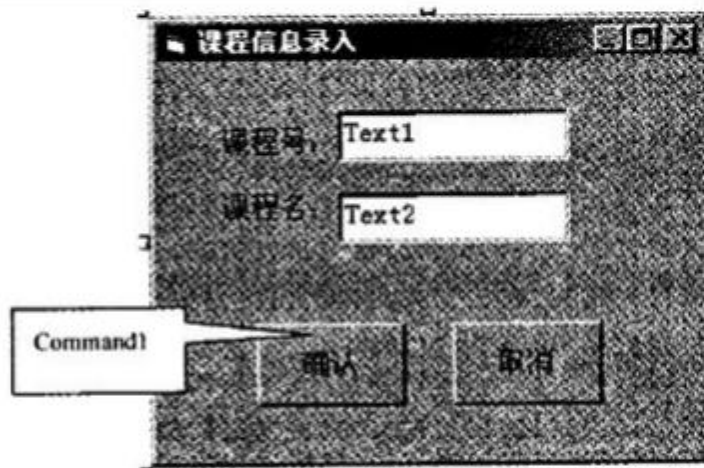 课程信息录入
课程号：
Text1
课程名：
Text2
Command1
确认
取消